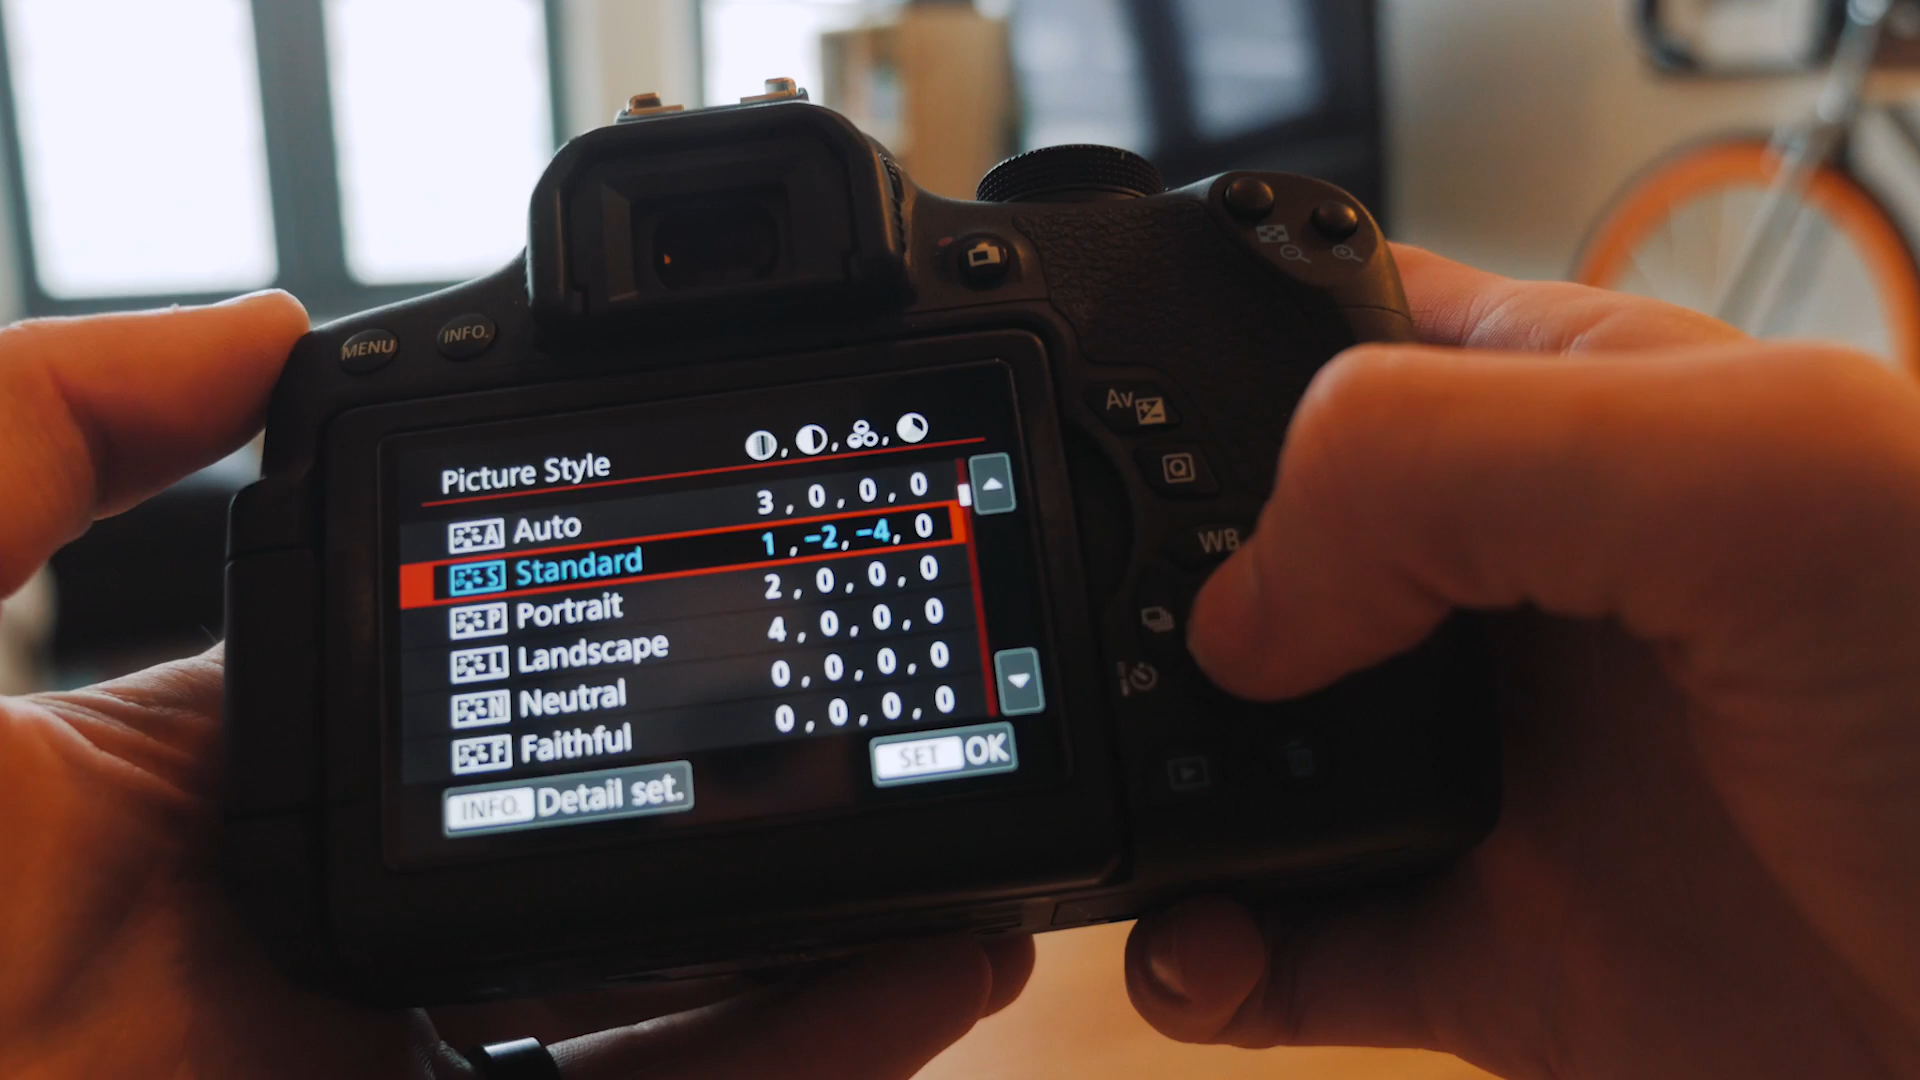 MENU
INFO.
Picture Style
A Auto 3, 0, 0, 0
S Standard 1, -2, -4, 0
P Portrait 2, 0, 0, 0
L Landscape 4, 0, 0, 0
N Neutral 0, 0, 0, 0
F Faithful 0, 0, 0, 0
INFO. Detail set.
SET OK
Av
Q
WB